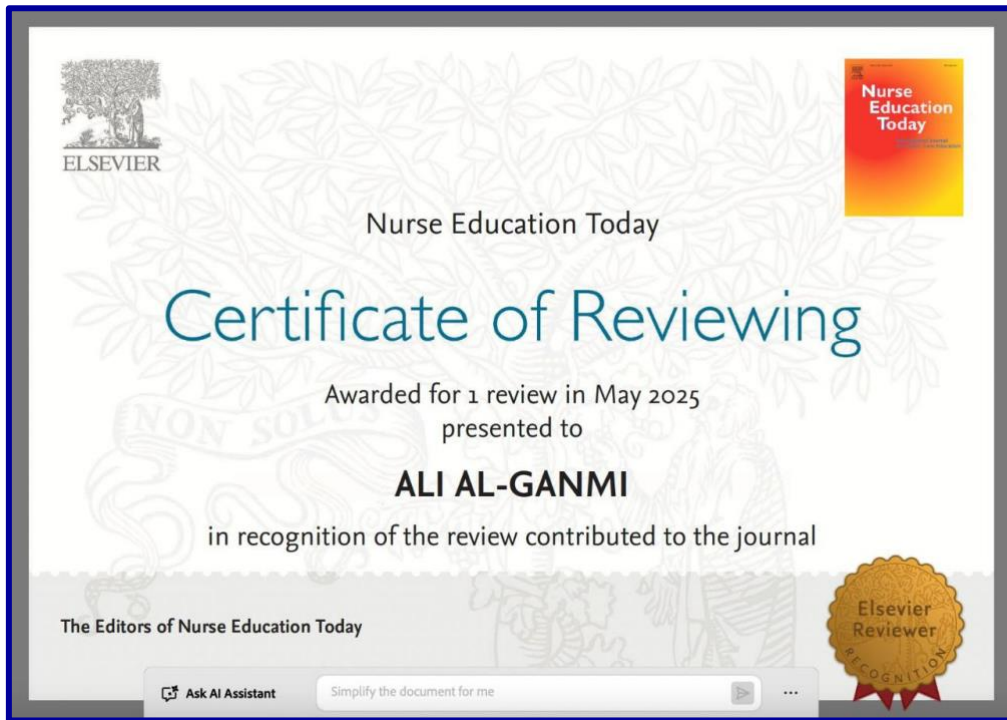 ELSEVIER
Nurse
Education
Today
Nurse Education Today
Certificate of Reviewing
Awarded for 1 review in May 2025
presented to
ALI AL-GANMI
in recognition of the review contributed to the journal
NON SOLUS
The Editors of Nurse Education Today
Elsevier
Reviewer
RECOGNITION
Ask AI Assistant
Simplify the document for me